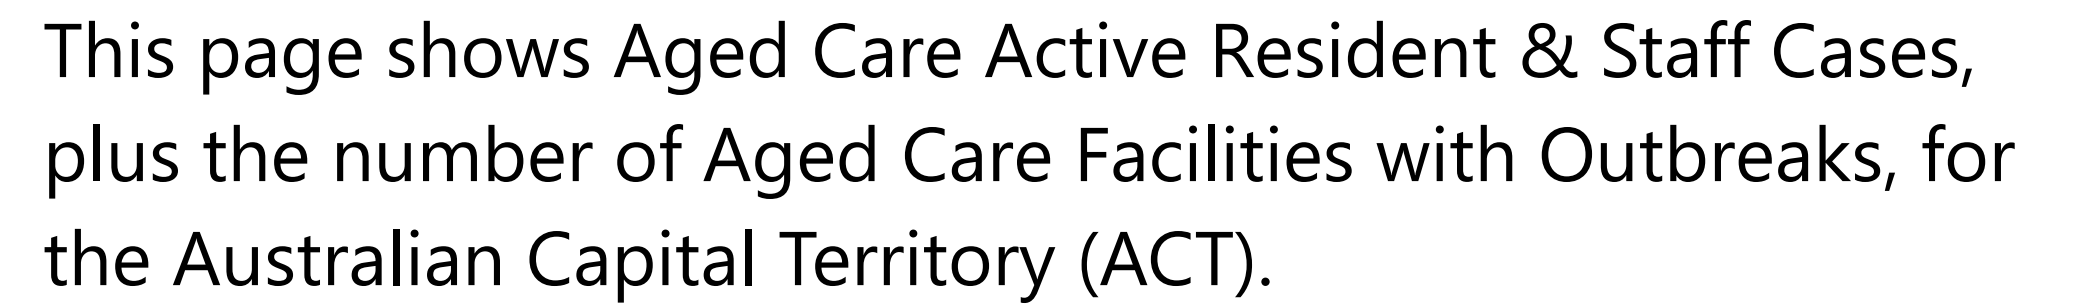 This page shows Aged Care Active Resident & Staff Cases,
plus the number of Aged Care Facilities with Outbreaks, for
the Australian Capital Territory (ACT).